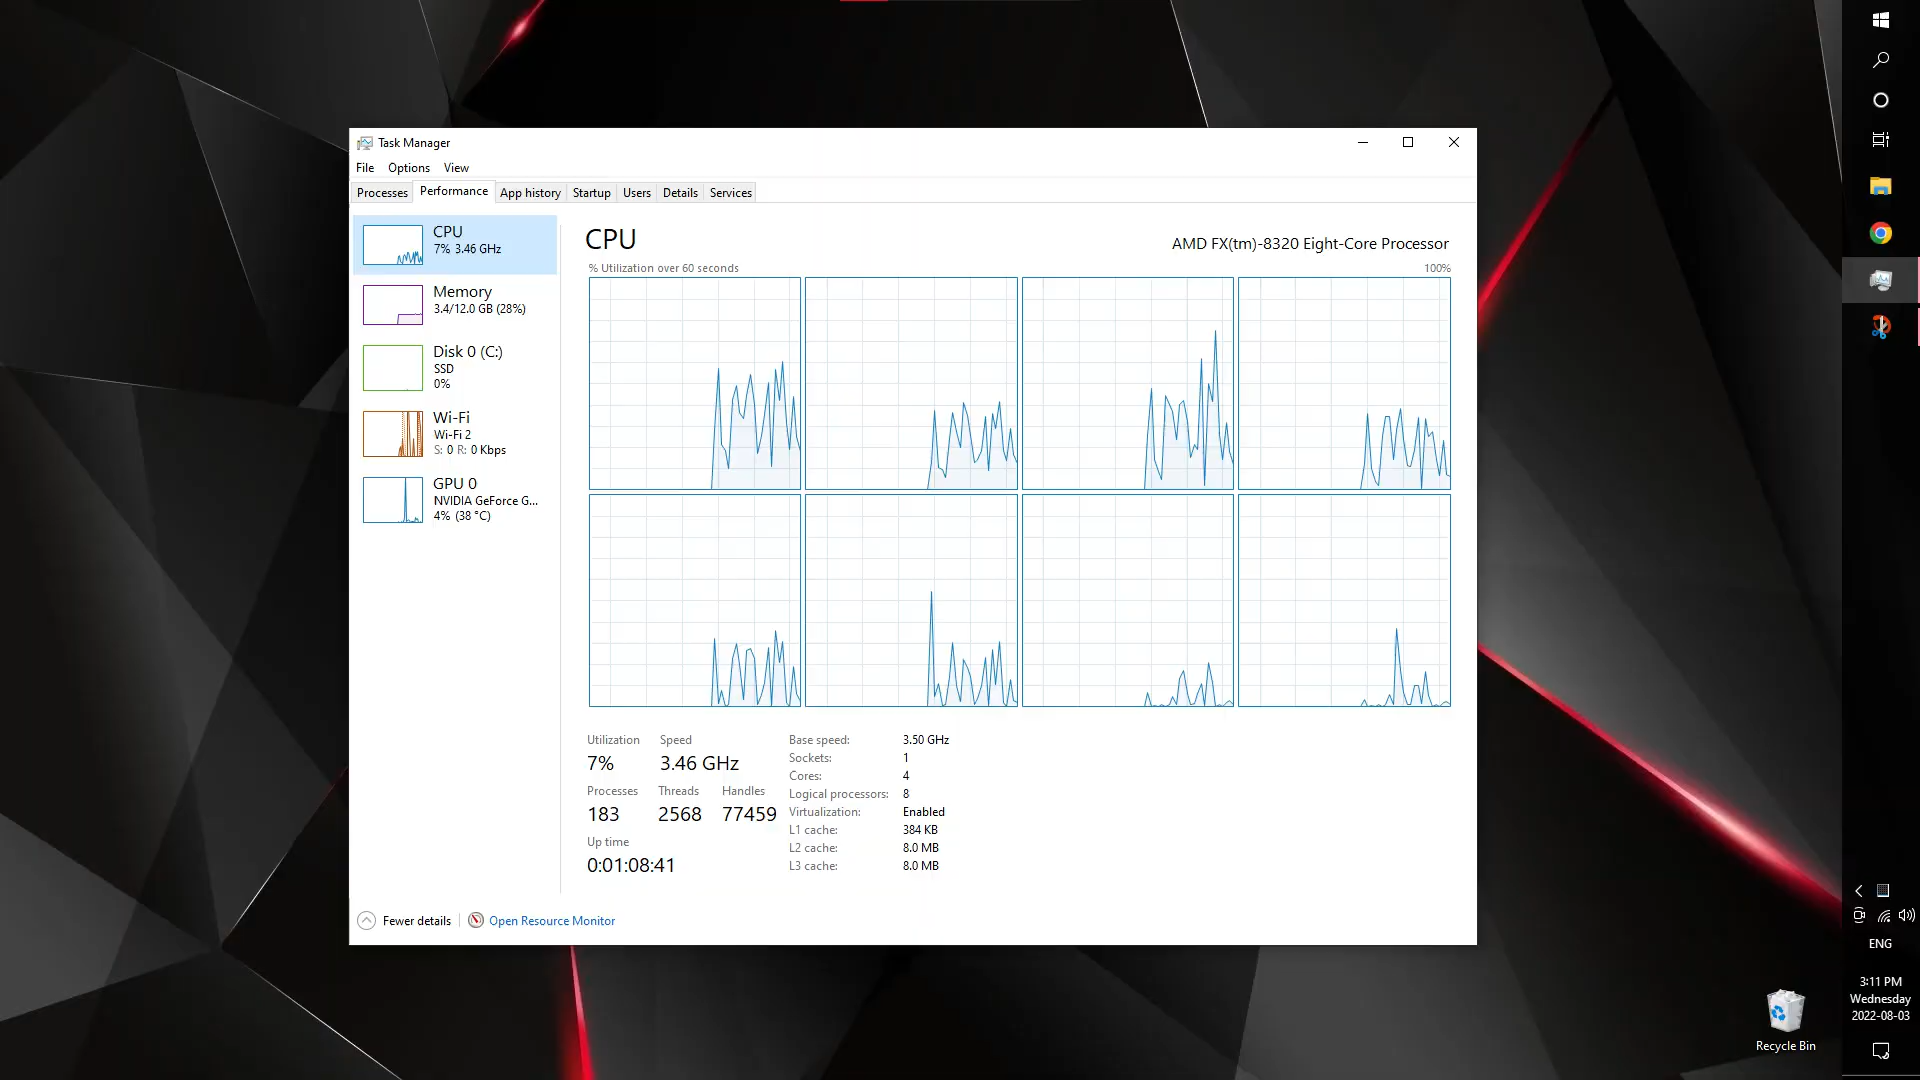 Task Manager
File Options View
Processes Performance App history Startup Users Details Services
CPU
7% 3.46 GHz
Memory
3.4/12.0 GB (28%)
Disk 0 (C:)
SSD
0%
Wi-Fi
Wi-Fi 2
S: 0 R: 0 Kbps
GPU 0
NVIDIA GeForce G...
4% (38 °C)
CPU
AMD FX(tm)-8320 Eight-Core Processor
% Utilization over 60 seconds 100%
Utilization Speed
7% 3.46 GHz
Processes Threads Handles
183 2568 77459
Up time
0:01:08:41
Base speed: 3.50 GHz
Sockets: 1
Cores: 4
Logical processors: 8
Virtualization: Enabled
L1 cache: 384 KB
L2 cache: 8.0 MB
L3 cache: 8.0 MB
Fewer details Open Resource Monitor
Recycle Bin
ENG
3:11 PM
Wednesday
2022-08-03